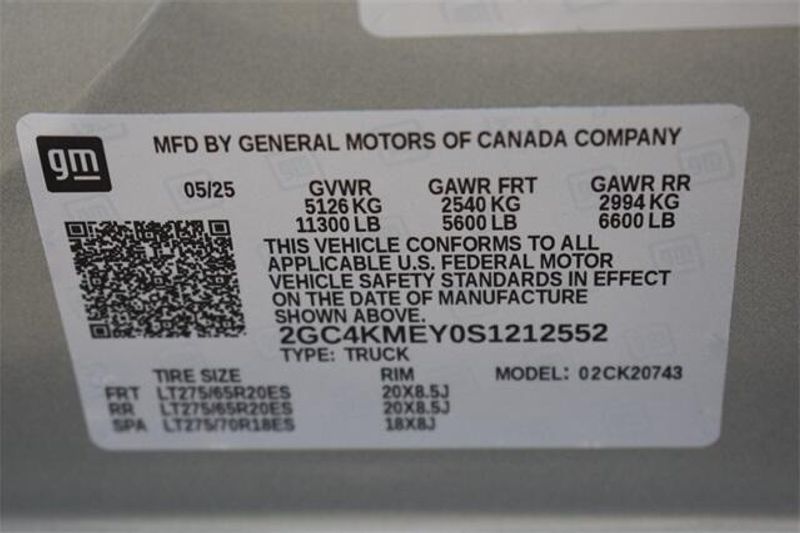 gm
MFD BY GENERAL MOTORS OF CANADA COMPANY
05/25 GVWR GAWR FRT GAWR RR
5126 KG 2540 KG 2994 KG
11300 LB 5600 LB 6600 LB
THIS VEHICLE CONFORMS TO ALL
APPLICABLE U.S. FEDERAL MOTOR
VEHICLE SAFETY STANDARDS IN EFFECT
ON THE DATE OF MANUFACTURE
SHOWN ABOVE.
2GC4KMEY0S1212552
TYPE: TRUCK
TIRE SIZE RIM MODEL: 02CK20743
FRT LT275/65R20ES 20X8.5J
RR LT275/65R20ES 20X8.5J
SPA LT275/70R18ES 18X8J